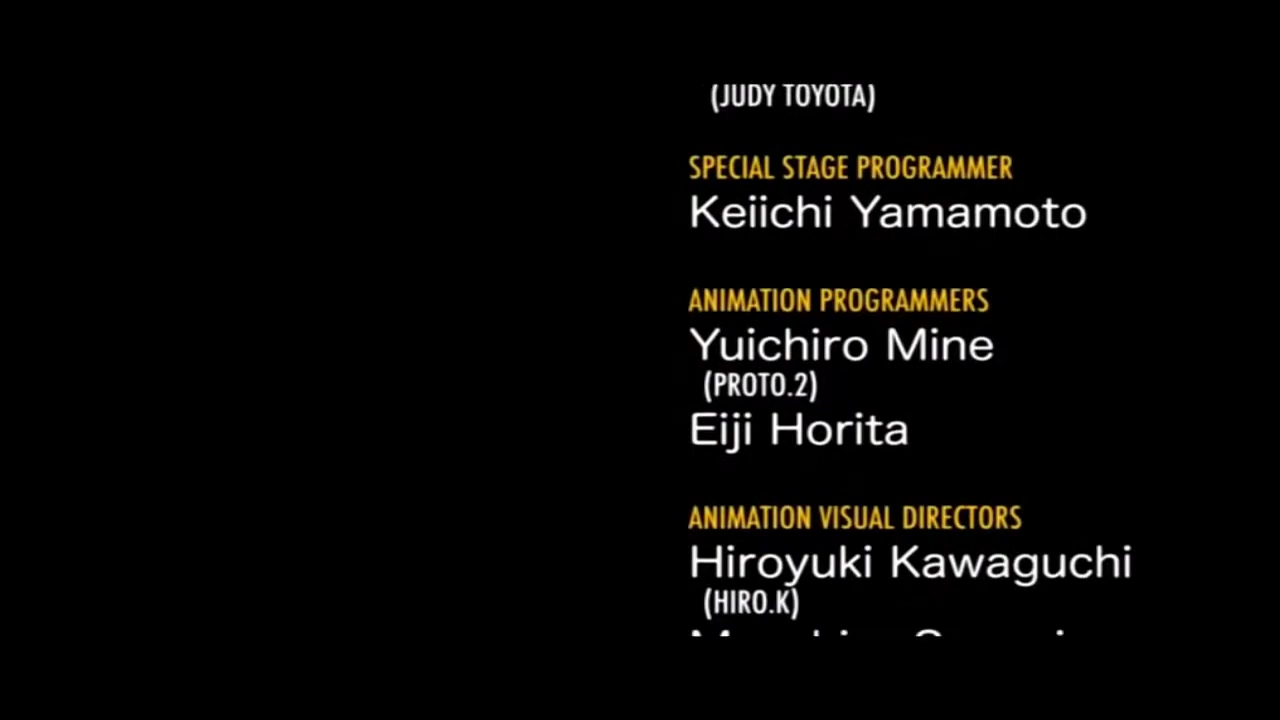 (JUDY TOYOTA)
SPECIAL STAGE PROGRAMMER
Keiichi Yamamoto
ANIMATION PROGRAMMERS
Yuichiro Mine
(PROTO.2)
Eiji Horita
ANIMATION VISUAL DIRECTORS
Hiroyuki Kawaguchi
(HIRO.K)